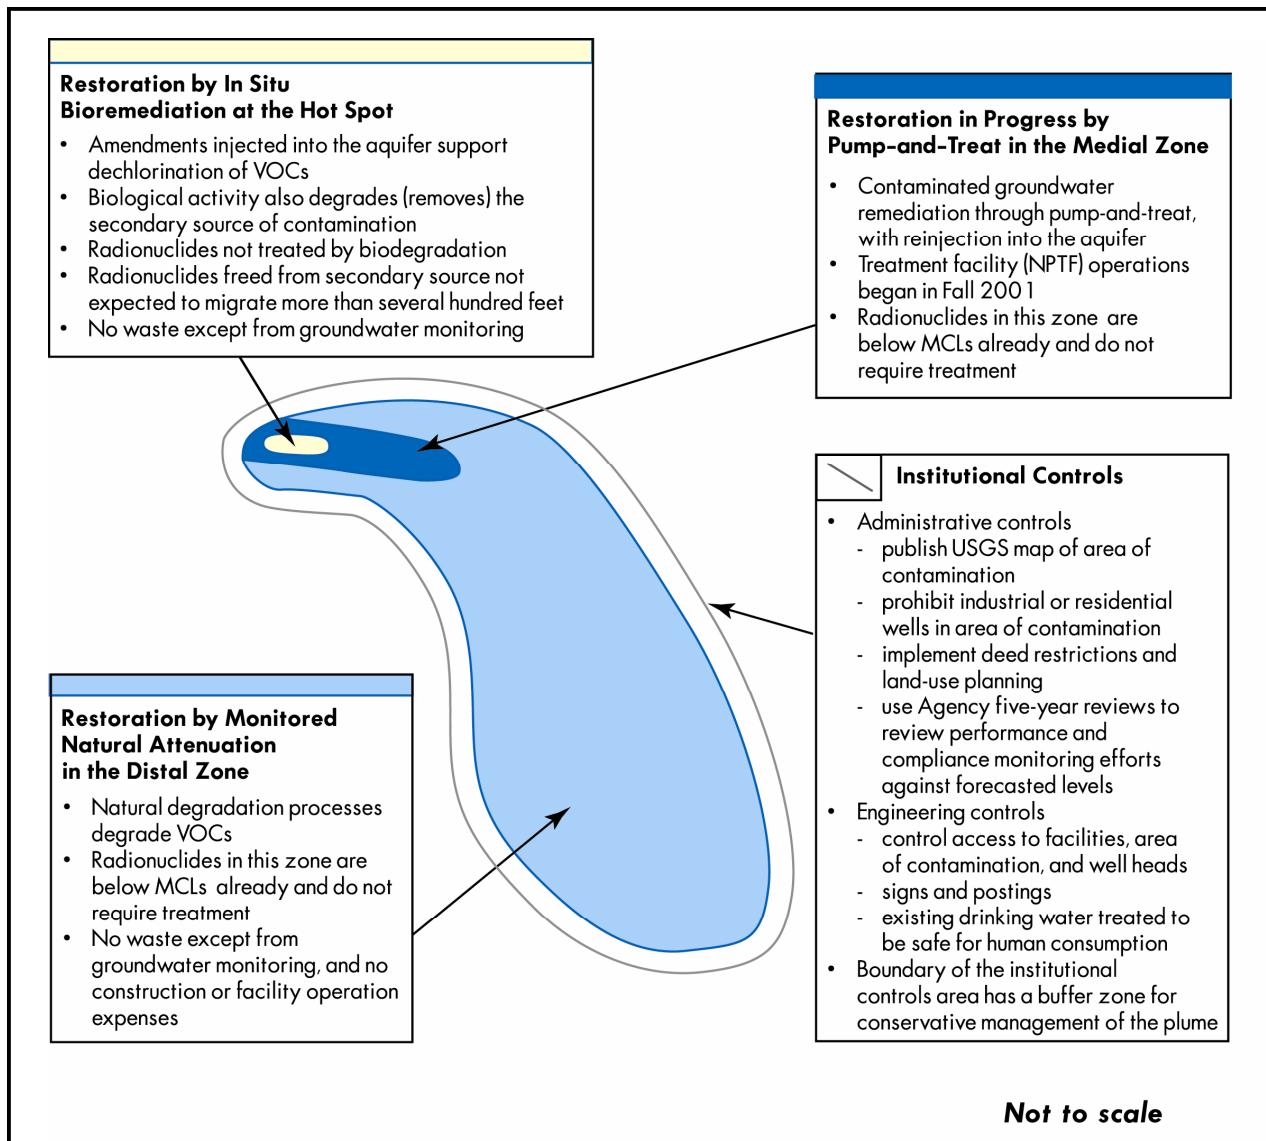 Restoration by In Situ
Bioremediation at the Hot Spot
• Amendments injected into the aquifer support
dechlorination of VOCs
• Biological activity also degrades (removes) the
secondary source of contamination
• Radionuclides not treated by biodegradation
• Radionuclides freed from secondary source not
expected to migrate more than several hundred feet
• No waste except from groundwater monitoring
Restoration in Progress by
Pump-and-Treat in the Medial Zone
• Contaminated groundwater
remediation through pump-and-treat,
with reinjection into the aquifer
• Treatment facility (NPTF) operations
began in Fall 2001
• Radionuclides in this zone are
below MCLs already and do not
require treatment
Institutional Controls
• Administrative controls
- publish USGS map of area of
contamination
- prohibit industrial or residential
wells in area of contamination
- implement deed restrictions and
land-use planning
- use Agency five-year reviews to
review performance and
compliance monitoring efforts
against forecasted levels
• Engineering controls
- control access to facilities, area
of contamination, and well heads
- signs and postings
- existing drinking water treated to
be safe for human consumption
• Boundary of the institutional
controls area has a buffer zone for
conservative management of the plume
Restoration by Monitored
Natural Attenuation
in the Distal Zone
• Natural degradation processes
degrade VOCs
• Radionuclides in this zone are
below MCLs already and do not
require treatment
• No waste except from
groundwater monitoring, and no
construction or facility operation
expenses
Not to scale